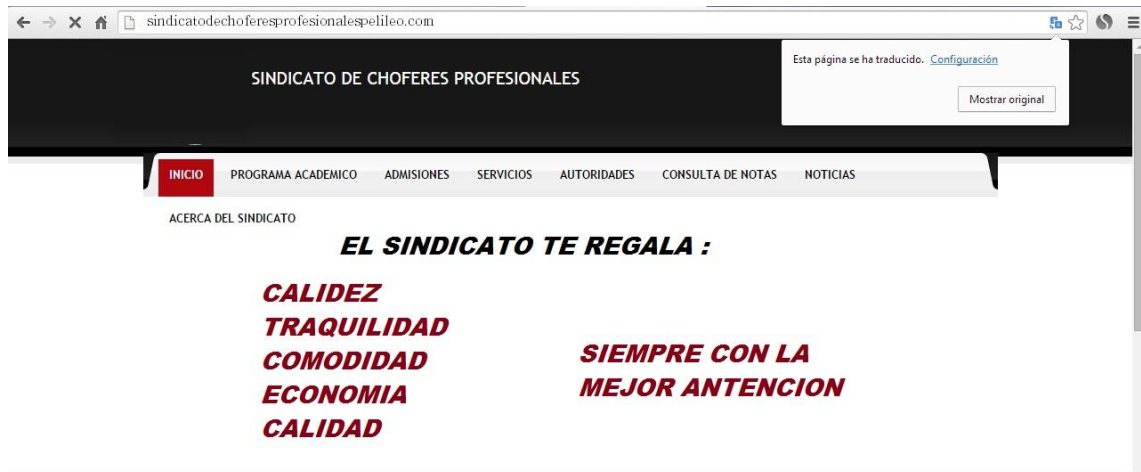 sindicatodechoferesprofesionalespelileo.com
Esta página se ha traducido. Configuración
Mostrar original
SINDICATO DE CHOFERES PROFESIONALES
INICIO PROGRAMA ACADEMICO ADMISIONES SERVICIOS AUTORIDADES CONSULTA DE NOTAS NOTICIAS
ACERCA DEL SINDICATO
EL SINDICATO TE REGALA :
CALIDEZ
TRAQUILIDAD
COMODIDAD
ECONOMIA
CALIDAD
SIEMPRE CON LA
MEJOR ANTENCION